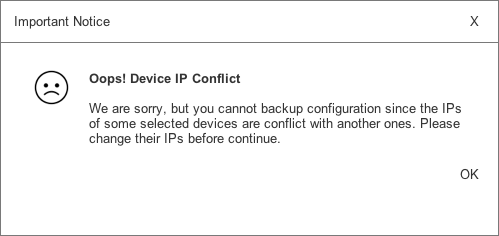 Important Notice X
Oops! Device IP Conflict
We are sorry, but you cannot backup configuration since the IPs
of some selected devices are conflict with another ones. Please
change their IPs before continue.
OK